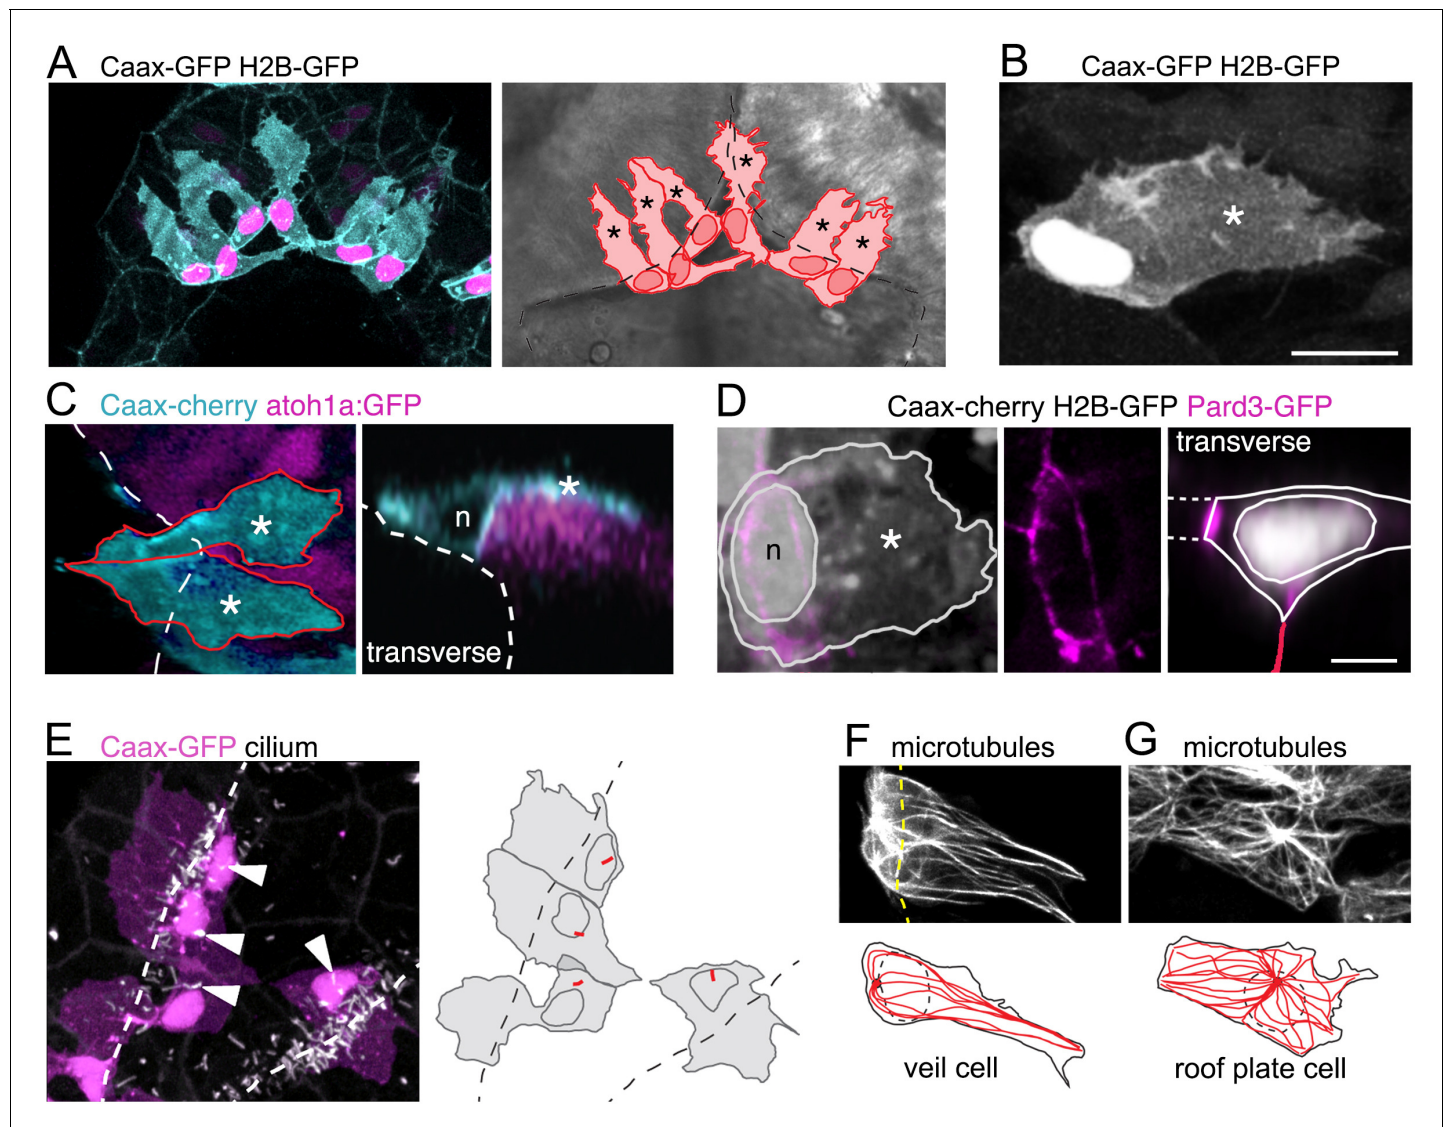 A Caax-GFP H2B-GFP
B Caax-GFP H2B-GFP
* * * * * *
*
C Caax-cherry atoh1a:GFP
D Caax-cherry H2B-GFP Pard3-GFP
*
*
n *
transverse
n *
transverse
E Caax-GFP cilium
F microtubules
G microtubules
veil cell
roof plate cell